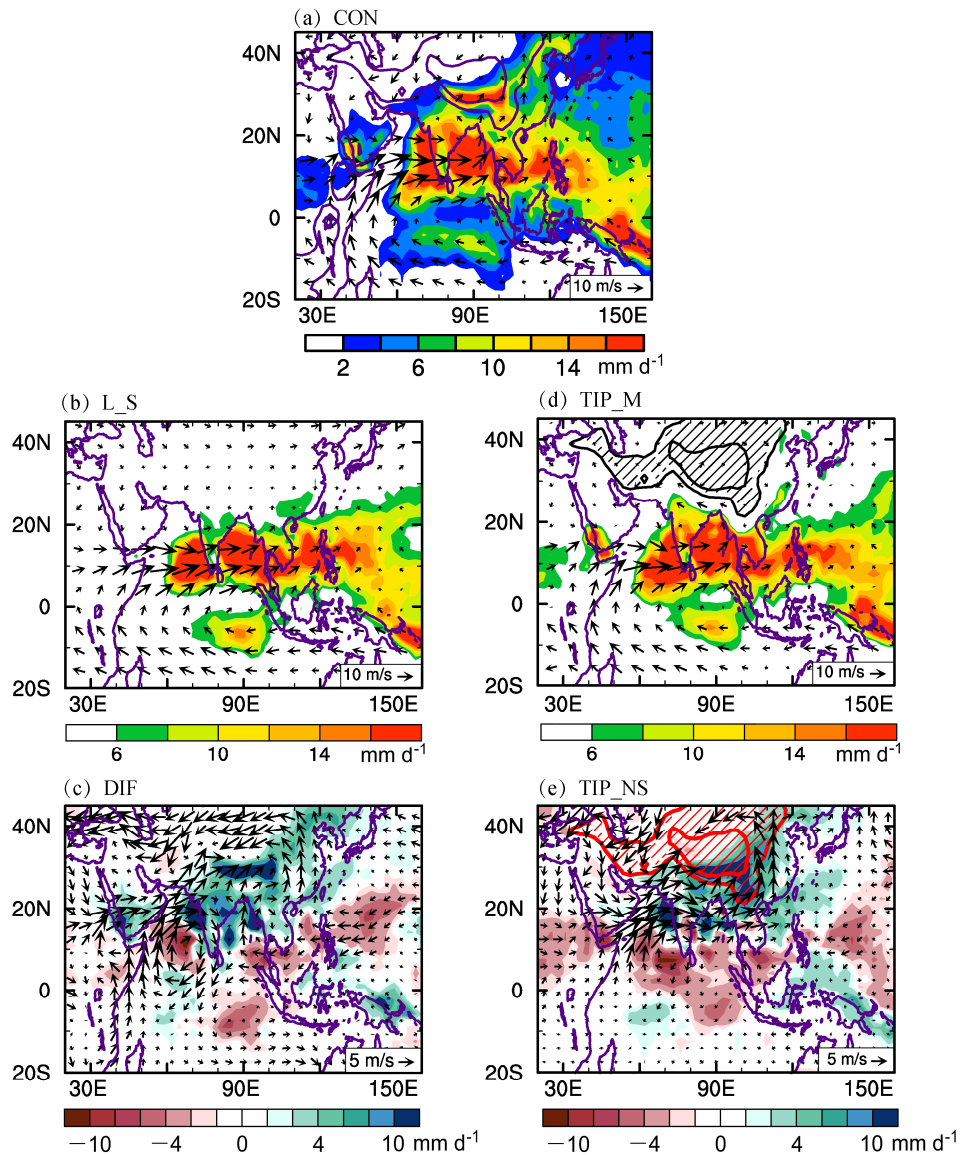 (a) CON
40N
20N
0
20S
10 m/s
30E 90E 150E
2 6 10 14 mm d⁻¹
(b) L_S
40N
20N
0
20S
10 m/s
30E 90E 150E
6 10 14 mm d⁻¹
(d) TIP_M
40N
20N
0
20S
10 m/s
30E 90E 150E
6 10 14 mm d⁻¹
(c) DIF
40N
20N
0
20S
5 m/s
30E 90E 150E
−10 −4 0 4 10 mm d⁻¹
(e) TIP_NS
40N
20N
0
20S
5 m/s
30E 90E 150E
−10 −4 0 4 10 mm d⁻¹